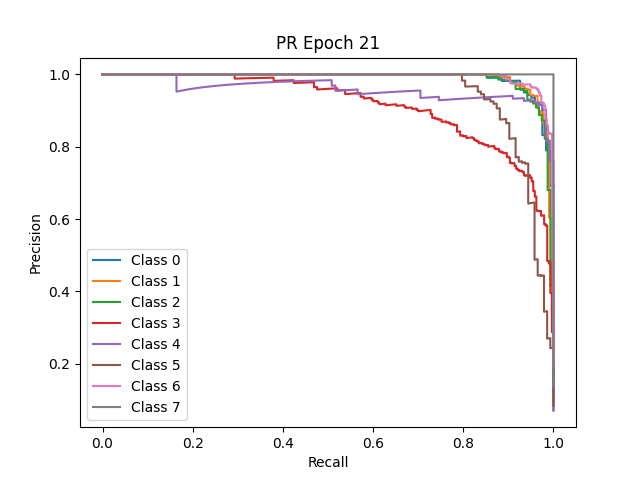 PR Epoch 21
1.0
0.8
0.6
0.4
0.2
Precision
Class 0
Class 1
Class 2
Class 3
Class 4
Class 5
Class 6
Class 7
0.0 0.2 0.4 0.6 0.8 1.0
Recall